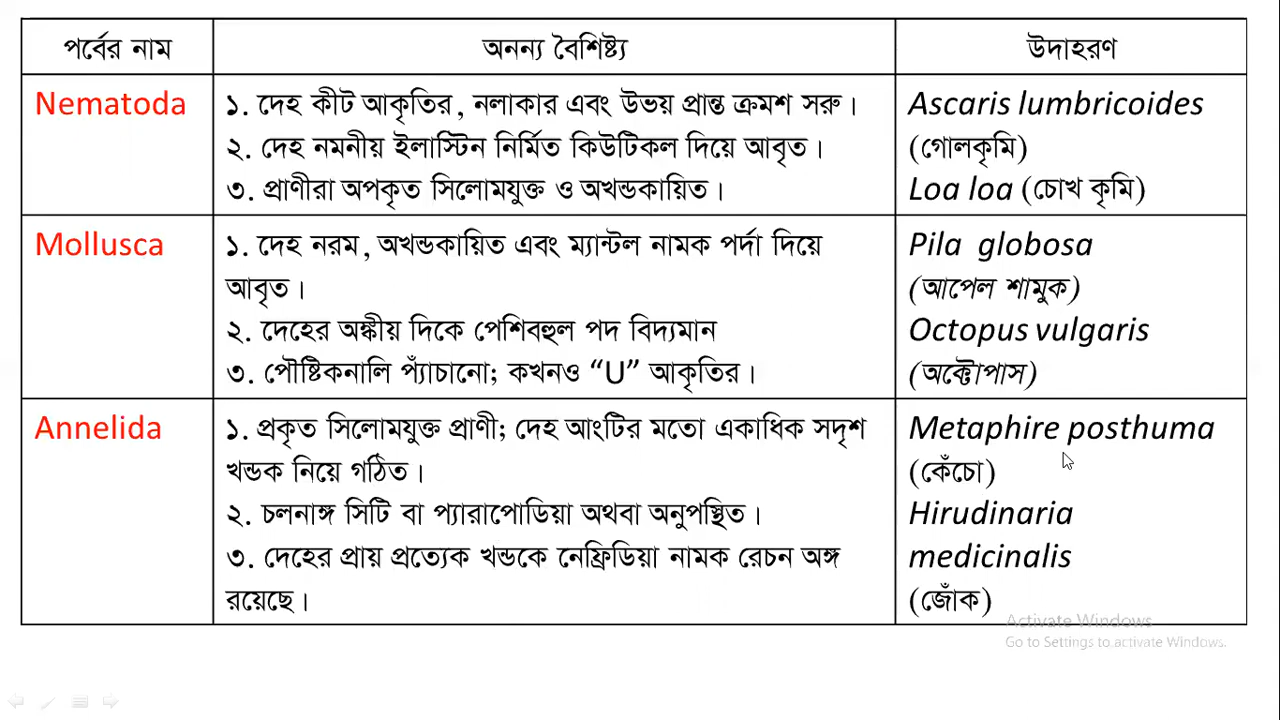 পর্বের নাম
অনন্য বৈশিষ্ট্য
উদাহরণ
Nematoda
১. দেহ কীট আকৃতির, নলাকার এবং উভয় প্রান্ত ক্রমশ সরু।
২. দেহ নমনীয় ইলাস্টিন নির্মিত কিউটিকল দিয়ে আবৃত।
৩. প্রাণীরা অপকৃত সিলোমযুক্ত ও অখন্ডকায়িত।
Ascaris lumbricoides
(গোলকৃমি)
Loa loa (চোখ কৃমি)
Mollusca
১. দেহ নরম, অখন্ডকায়িত এবং ম্যান্টল নামক পর্দা দিয়ে
আবৃত।
২. দেহের অঙ্কীয় দিকে পেশিবহুল পদ বিদ্যমান
৩. পৌষ্টিকনালি প্যাঁচানো; কখনও “U” আকৃতির।
Pila globosa
(আপেল শামুক)
Octopus vulgaris
(অক্টোপাস)
Annelida
১. প্রকৃত সিলোমযুক্ত প্রাণী; দেহ আংটির মতো একাধিক সদৃশ
খন্ডক নিয়ে গঠিত।
২. চলনাঙ্গ সিটি বা প্যারাপোডিয়া অথবা অনুপস্থিত।
৩. দেহের প্রায় প্রত্যেক খন্ডকে নেফ্রিডিয়া নামক রেচন অঙ্গ
রয়েছে।
Metaphire posthuma
(কেঁচো)
Hirudinaria
medicinalis
(জোঁক)
Activate Windows
Go to Settings to activate Windows.